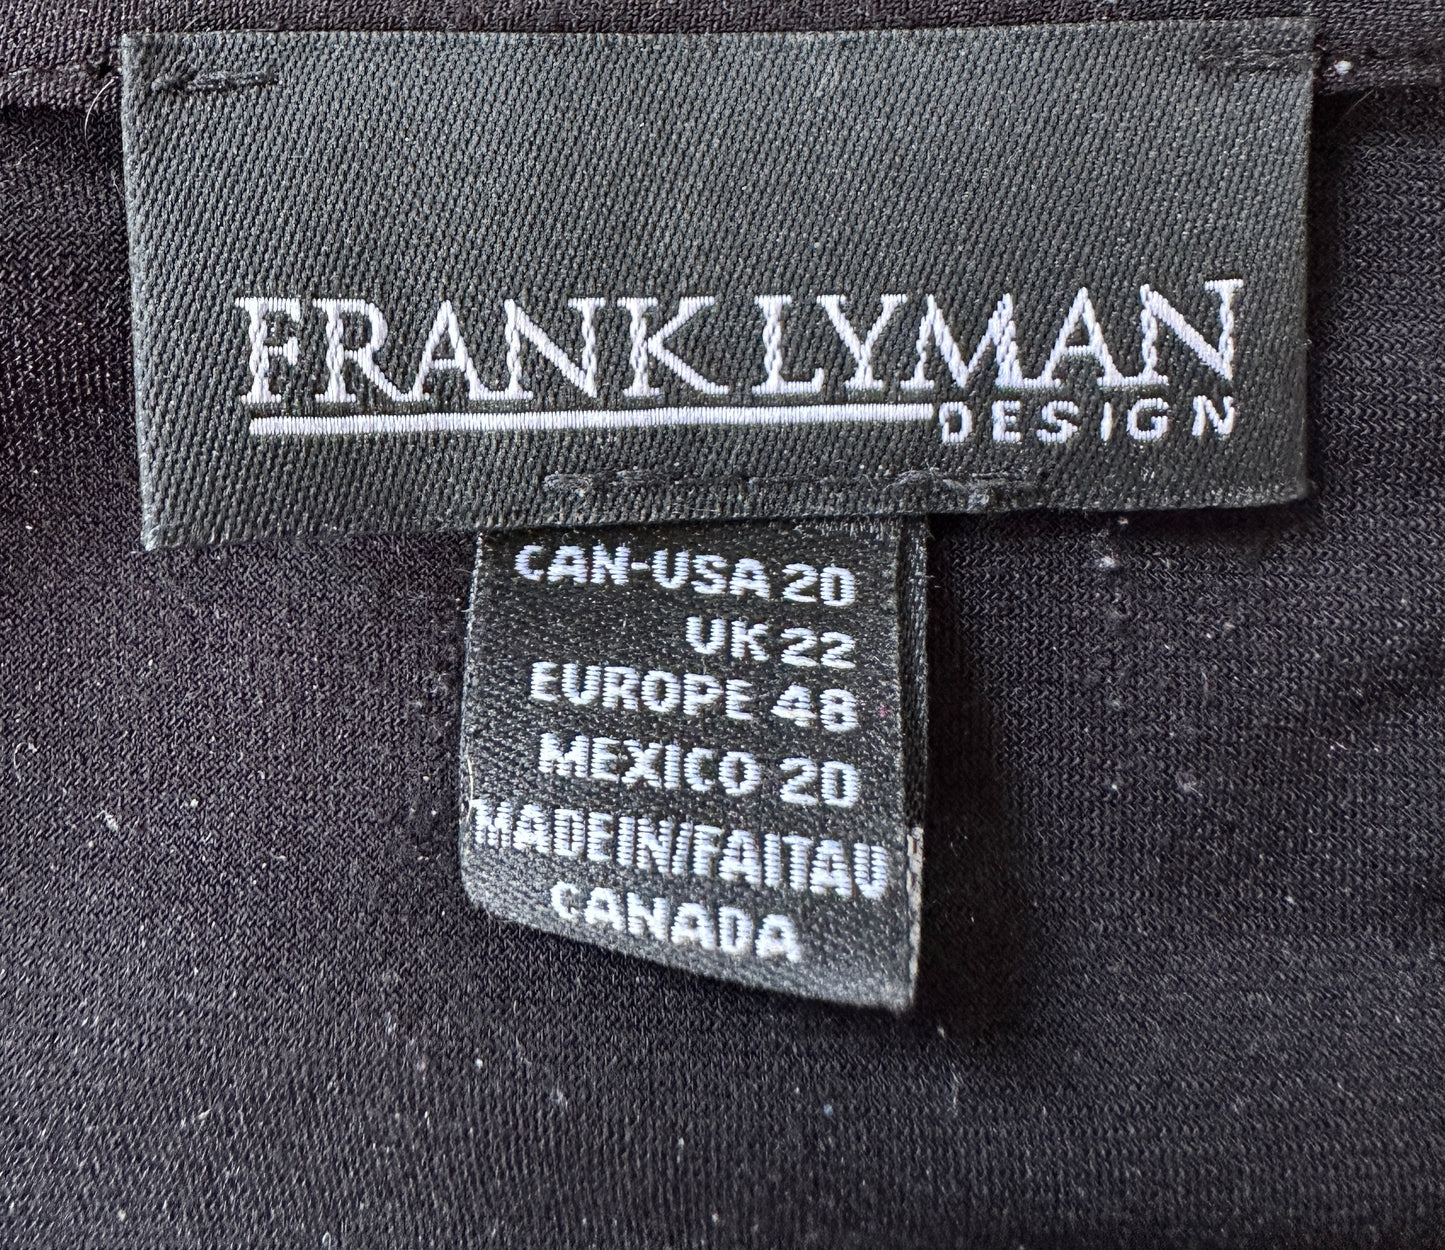 FRANK LYMAN
DESIGN
CAN-USA 20
UK 22
EUROPE 48
MEXICO 20
MADE IN/FAIT AU
CANADA